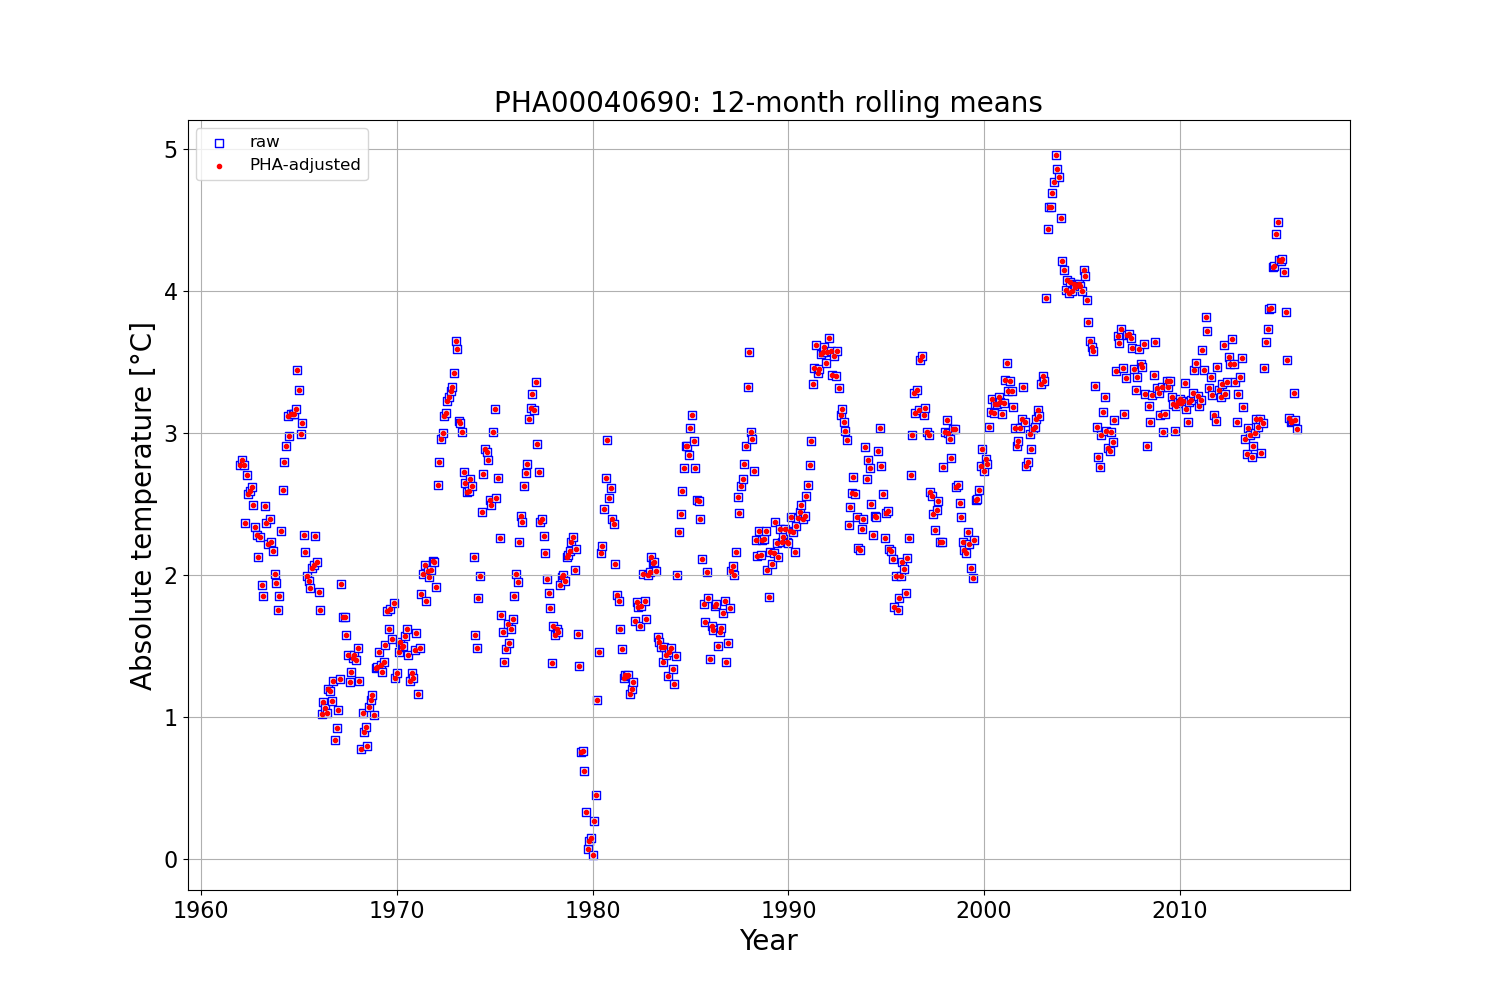 PHA00040690: 12-month rolling means
raw
PHA-adjusted
Absolute temperature [°C]
5
4
3
2
1
0
1960 1970 1980 1990 2000 2010
Year